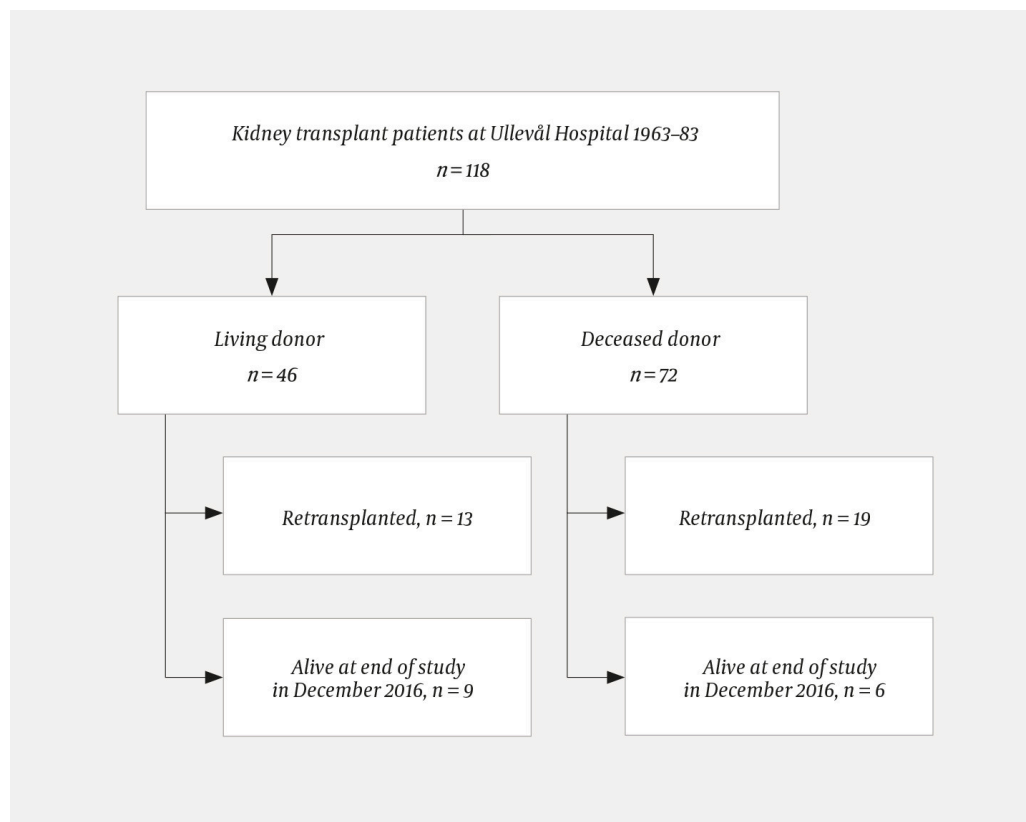 Kidney transplant patients at Ullevål Hospital 1963–83
n = 118
Living donor
n = 46
Deceased donor
n = 72
Retransplanted, n = 13
Retransplanted, n = 19
Alive at end of study
in December 2016, n = 9
Alive at end of study
in December 2016, n = 6